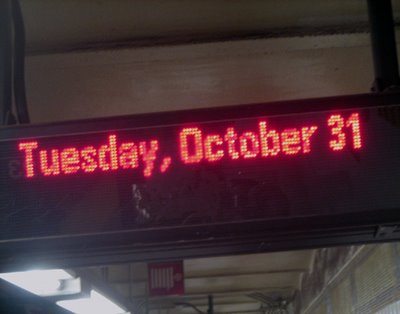 Tuesday, October 31